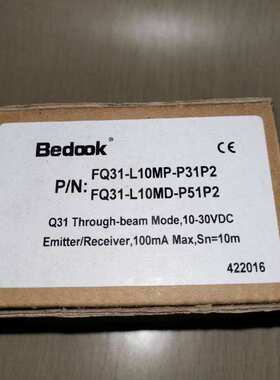 Bedook®
CE
P/N: FQ31-L10MP-P31P2
FQ31-L10MD-P51P2
Q31 Through-beam Mode,10-30VDC
Emitter/Receiver,100mA Max,Sn=10m
422016